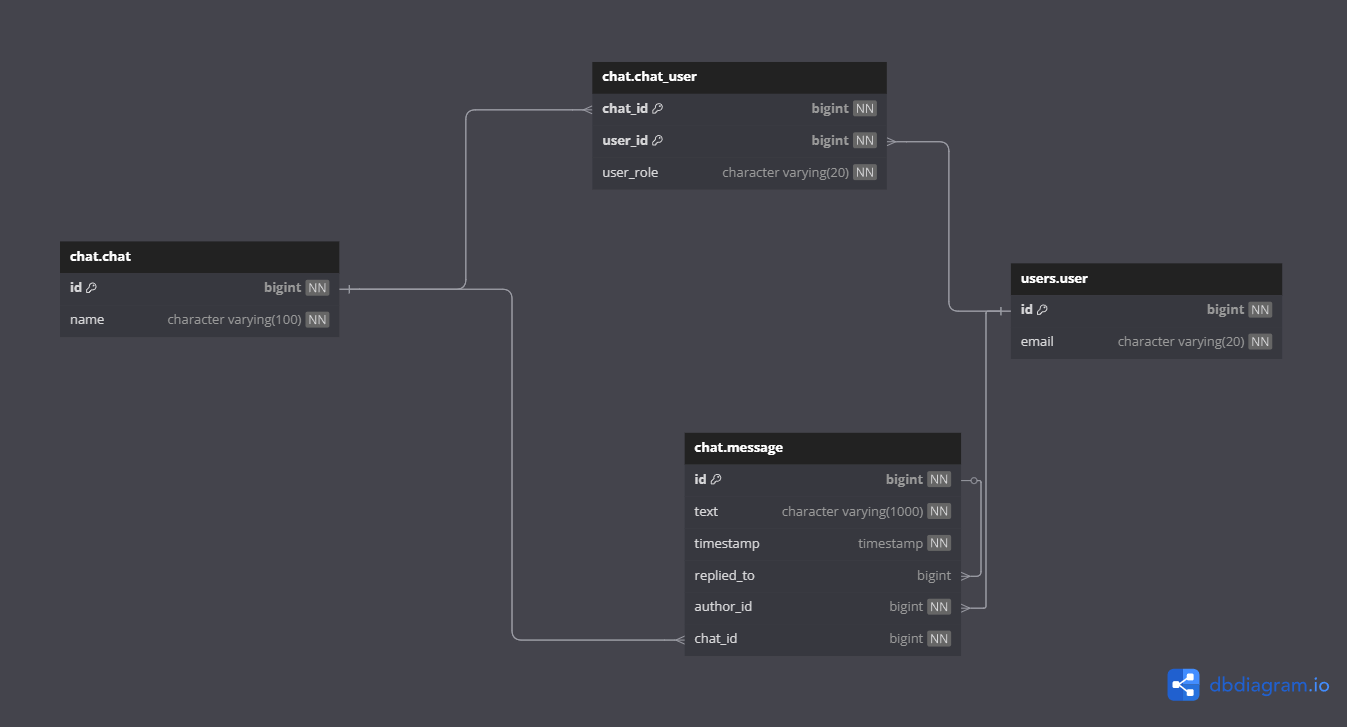 chat.chat_user
chat_id bigint NN
user_id bigint NN
user_role character varying(20) NN
chat.chat
id bigint NN
name character varying(100) NN
users.user
id bigint NN
email character varying(20) NN
chat.message
id bigint NN
text character varying(1000) NN
timestamp timestamp NN
replied_to bigint
author_id bigint NN
chat_id bigint NN
dbdiagram.io